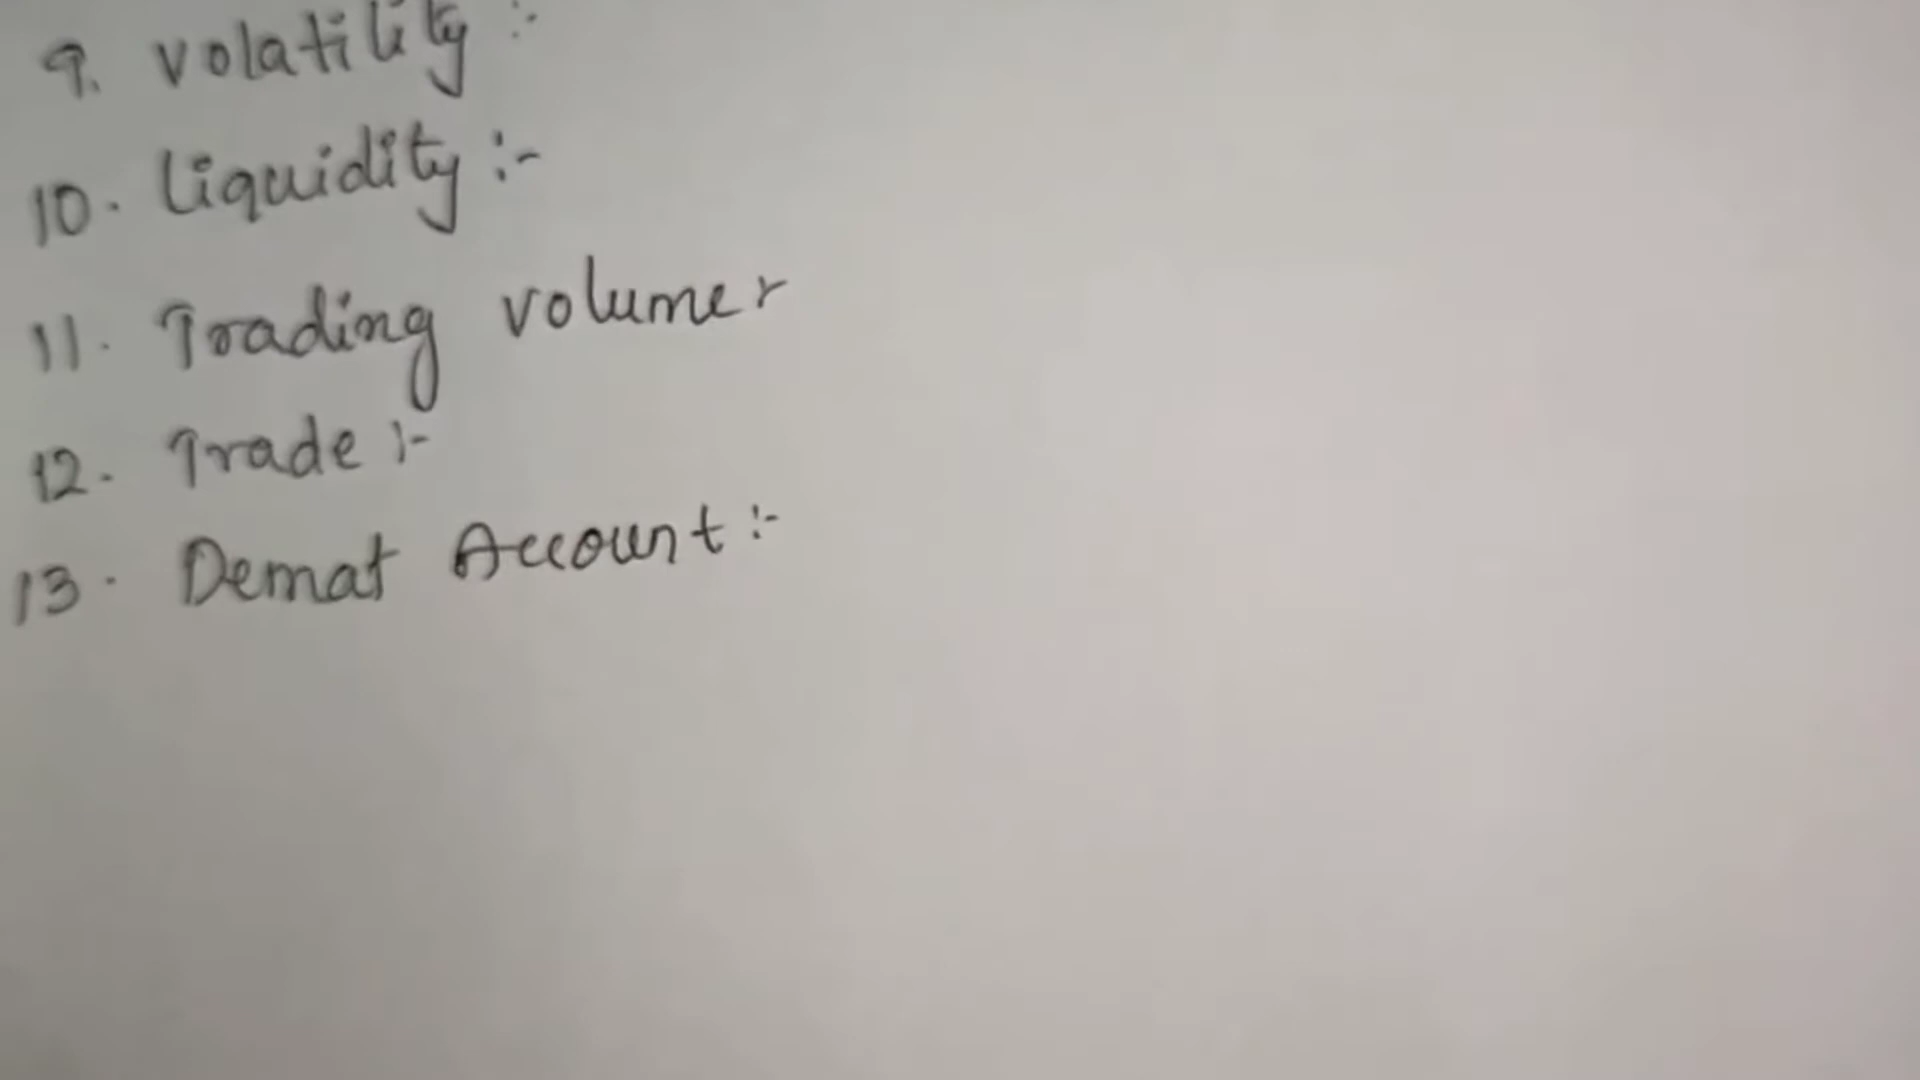 9. volatility :-
10. liquidity :-
11. Trading volume :-
12. Trade :-
13. Demat Account :-